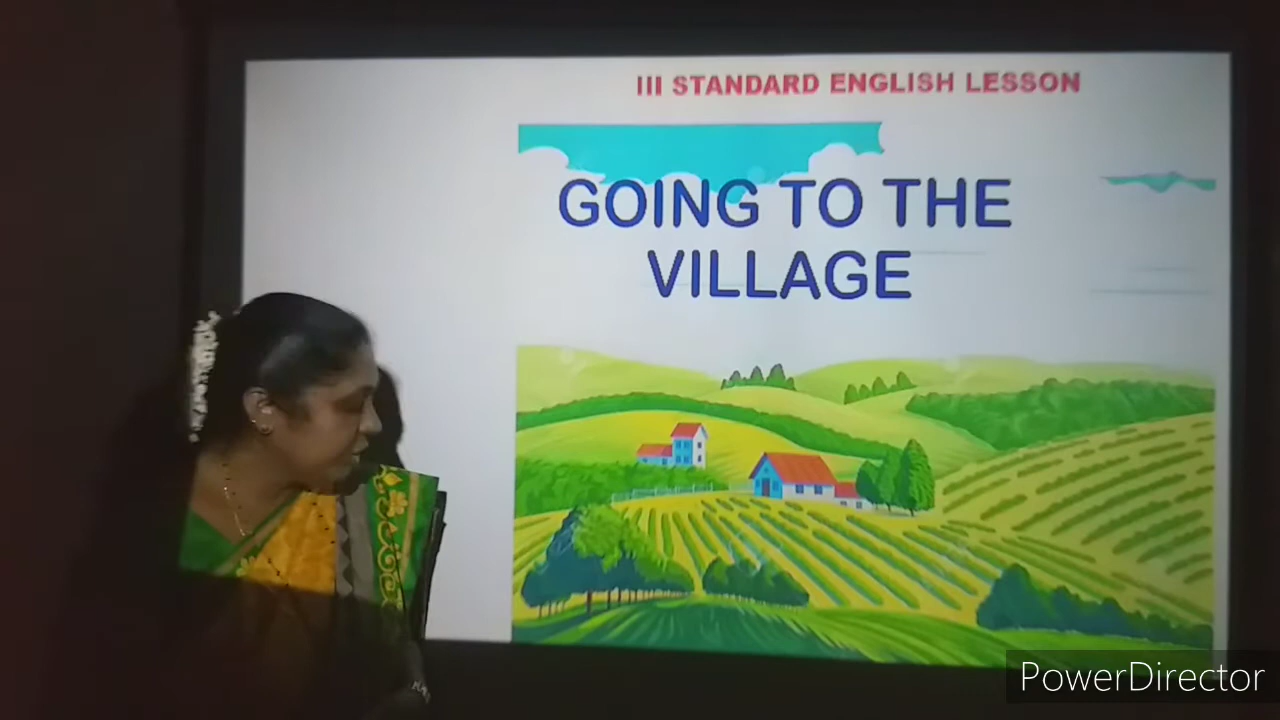 III STANDARD ENGLISH LESSON
GOING TO THE
VILLAGE
PowerDirector